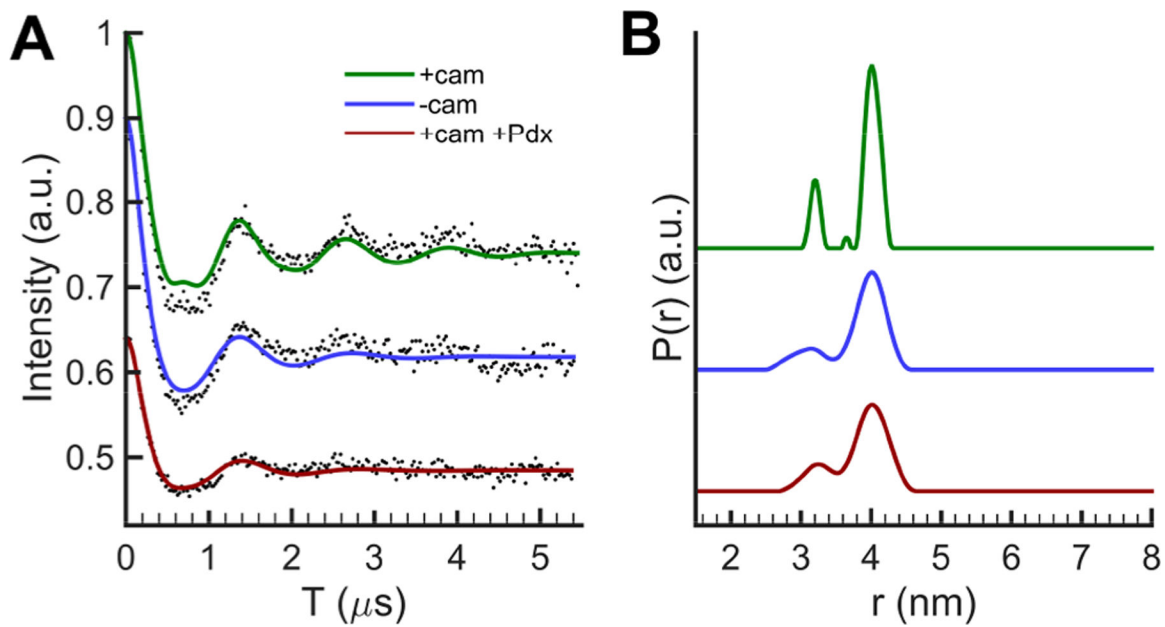 A
Intensity (a.u.)
1
0.9
0.8
0.7
0.6
0.5
+cam
-cam
+cam +Pdx
0 1 2 3 4 5
T (μs)
B
P(r) (a.u.)
2 3 4 5 6 7 8
r (nm)